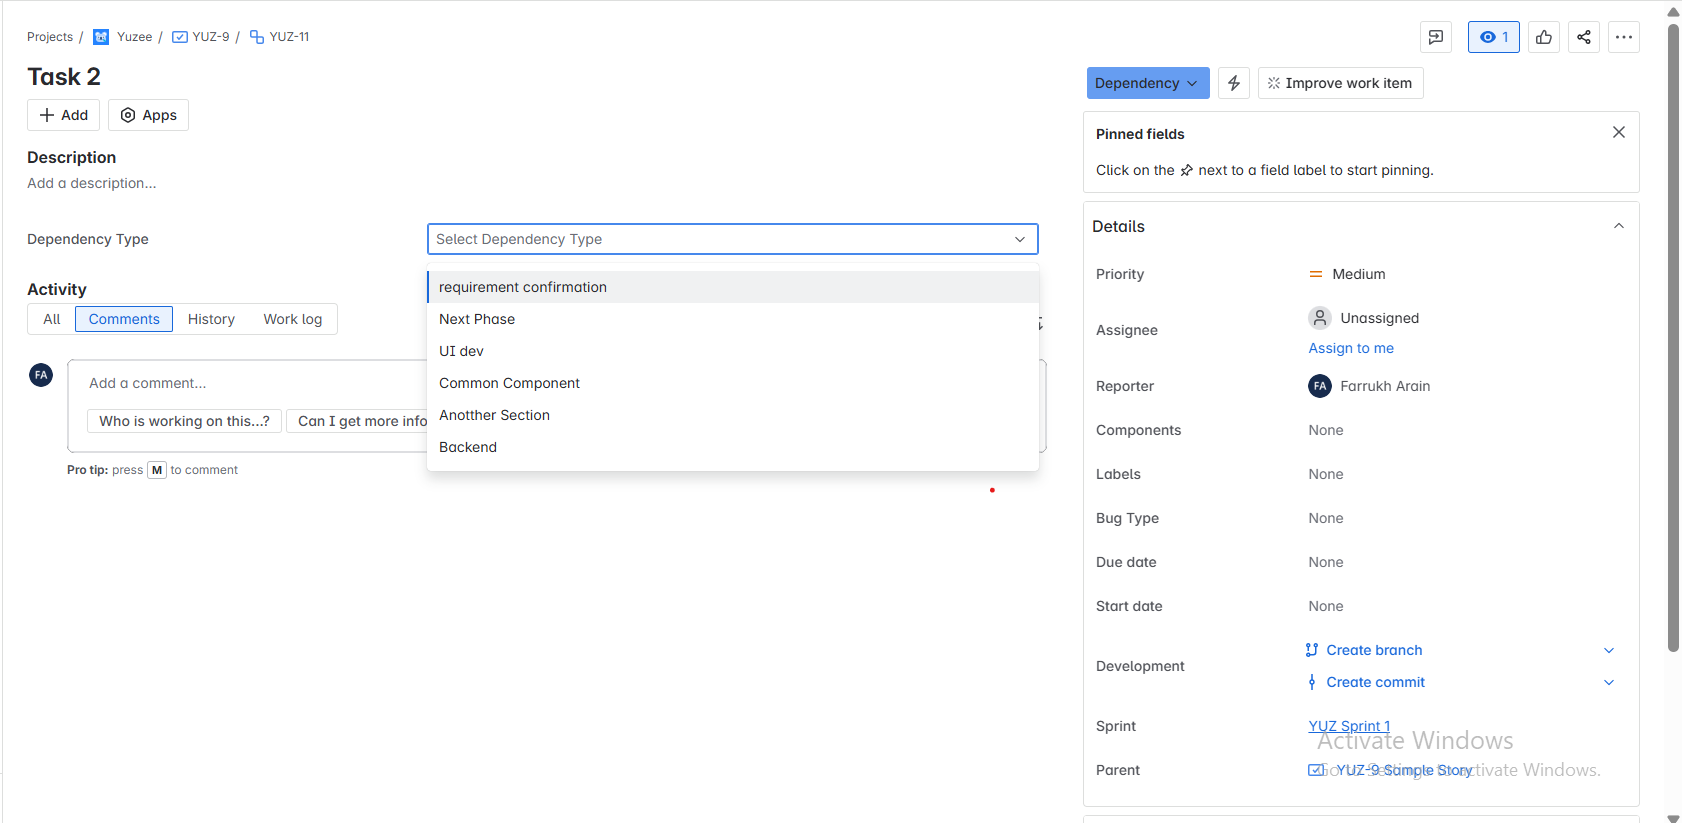 Projects / Yuzee / YUZ-9 / YUZ-11
Task 2
Add
Apps
Description
Add a description...
Dependency Type
Select Dependency Type
requirement confirmation
Next Phase
UI dev
Common Component
Anotther Section
Backend
Activity
All
Comments
History
Work log
FA
Add a comment...
Who is working on this...?
Can I get more info
Pro tip: press M to comment
1
Dependency
Improve work item
Pinned fields
Click on the next to a field label to start pinning.
Details
Priority
Medium
Assignee
Unassigned
Assign to me
Reporter
FA
Farrukh Arain
Components
None
Labels
None
Bug Type
None
Due date
None
Start date
None
Development
Create branch
Create commit
Sprint
YUZ Sprint 1
Parent
YUZ-9 Sample Story
Activate Windows
Go to Settings to activate Windows.